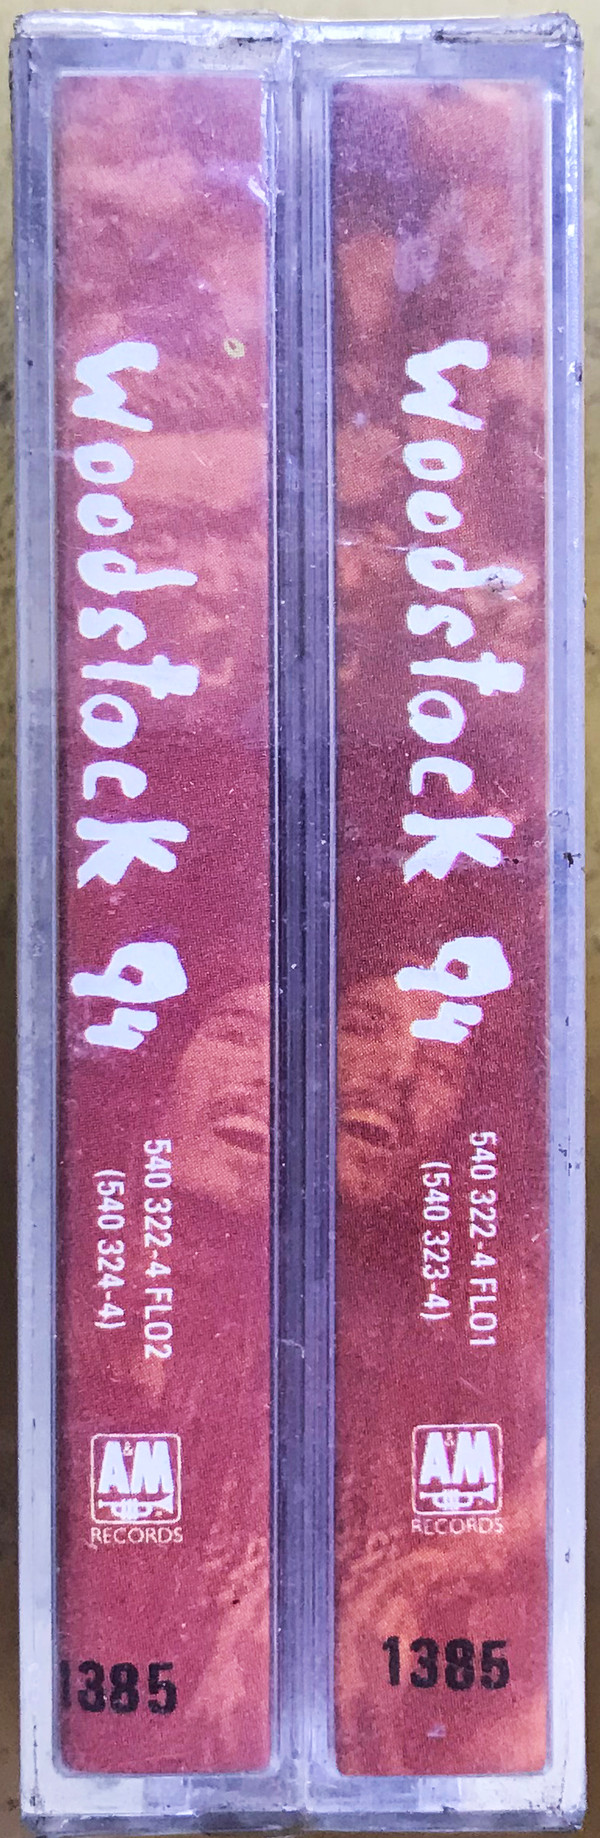 Woodstock 94
540 322-4 FL02
(540 324-4)
A&M
RECORDS
1385
Woodstock 94
540 322-4 FL01
(540 323-4)
A&M
RECORDS
1385